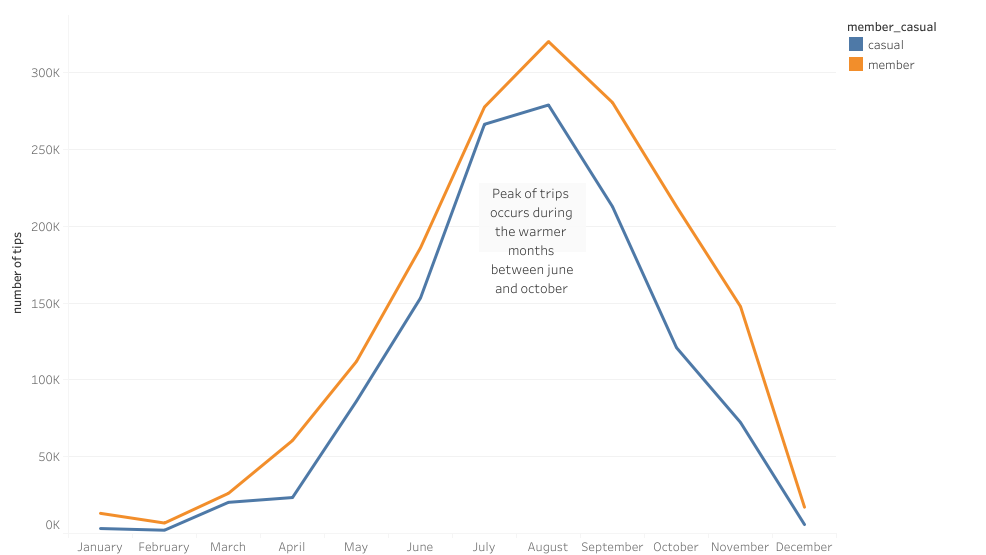 member_casual
casual
member
300K
250K
200K
150K
100K
50K
0K
number of tips
Peak of trips
occurs during
the warmer
months
between june
and october
January February March April May June July August September October November December